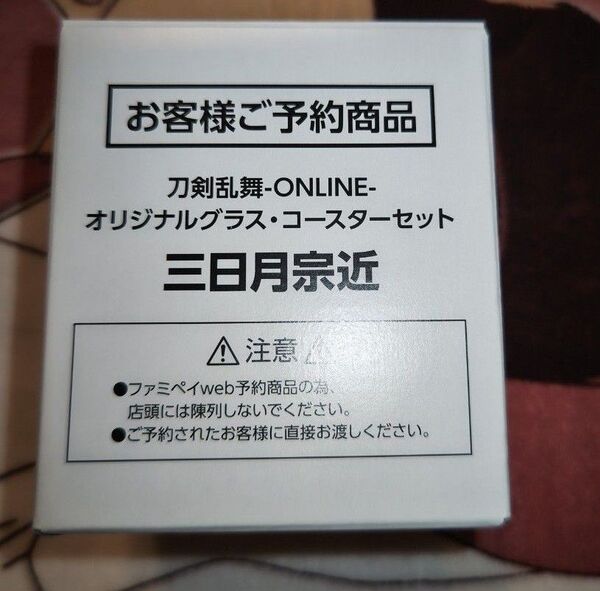 お客様ご予約商品
刀剣乱舞-ONLINE-
オリジナルグラス・コースターセット
三日月宗近
⚠注意⚠
●ファミペイweb予約商品の為、
店頭には陳列しないでください。
●ご予約されたお客様に直接お渡しください。